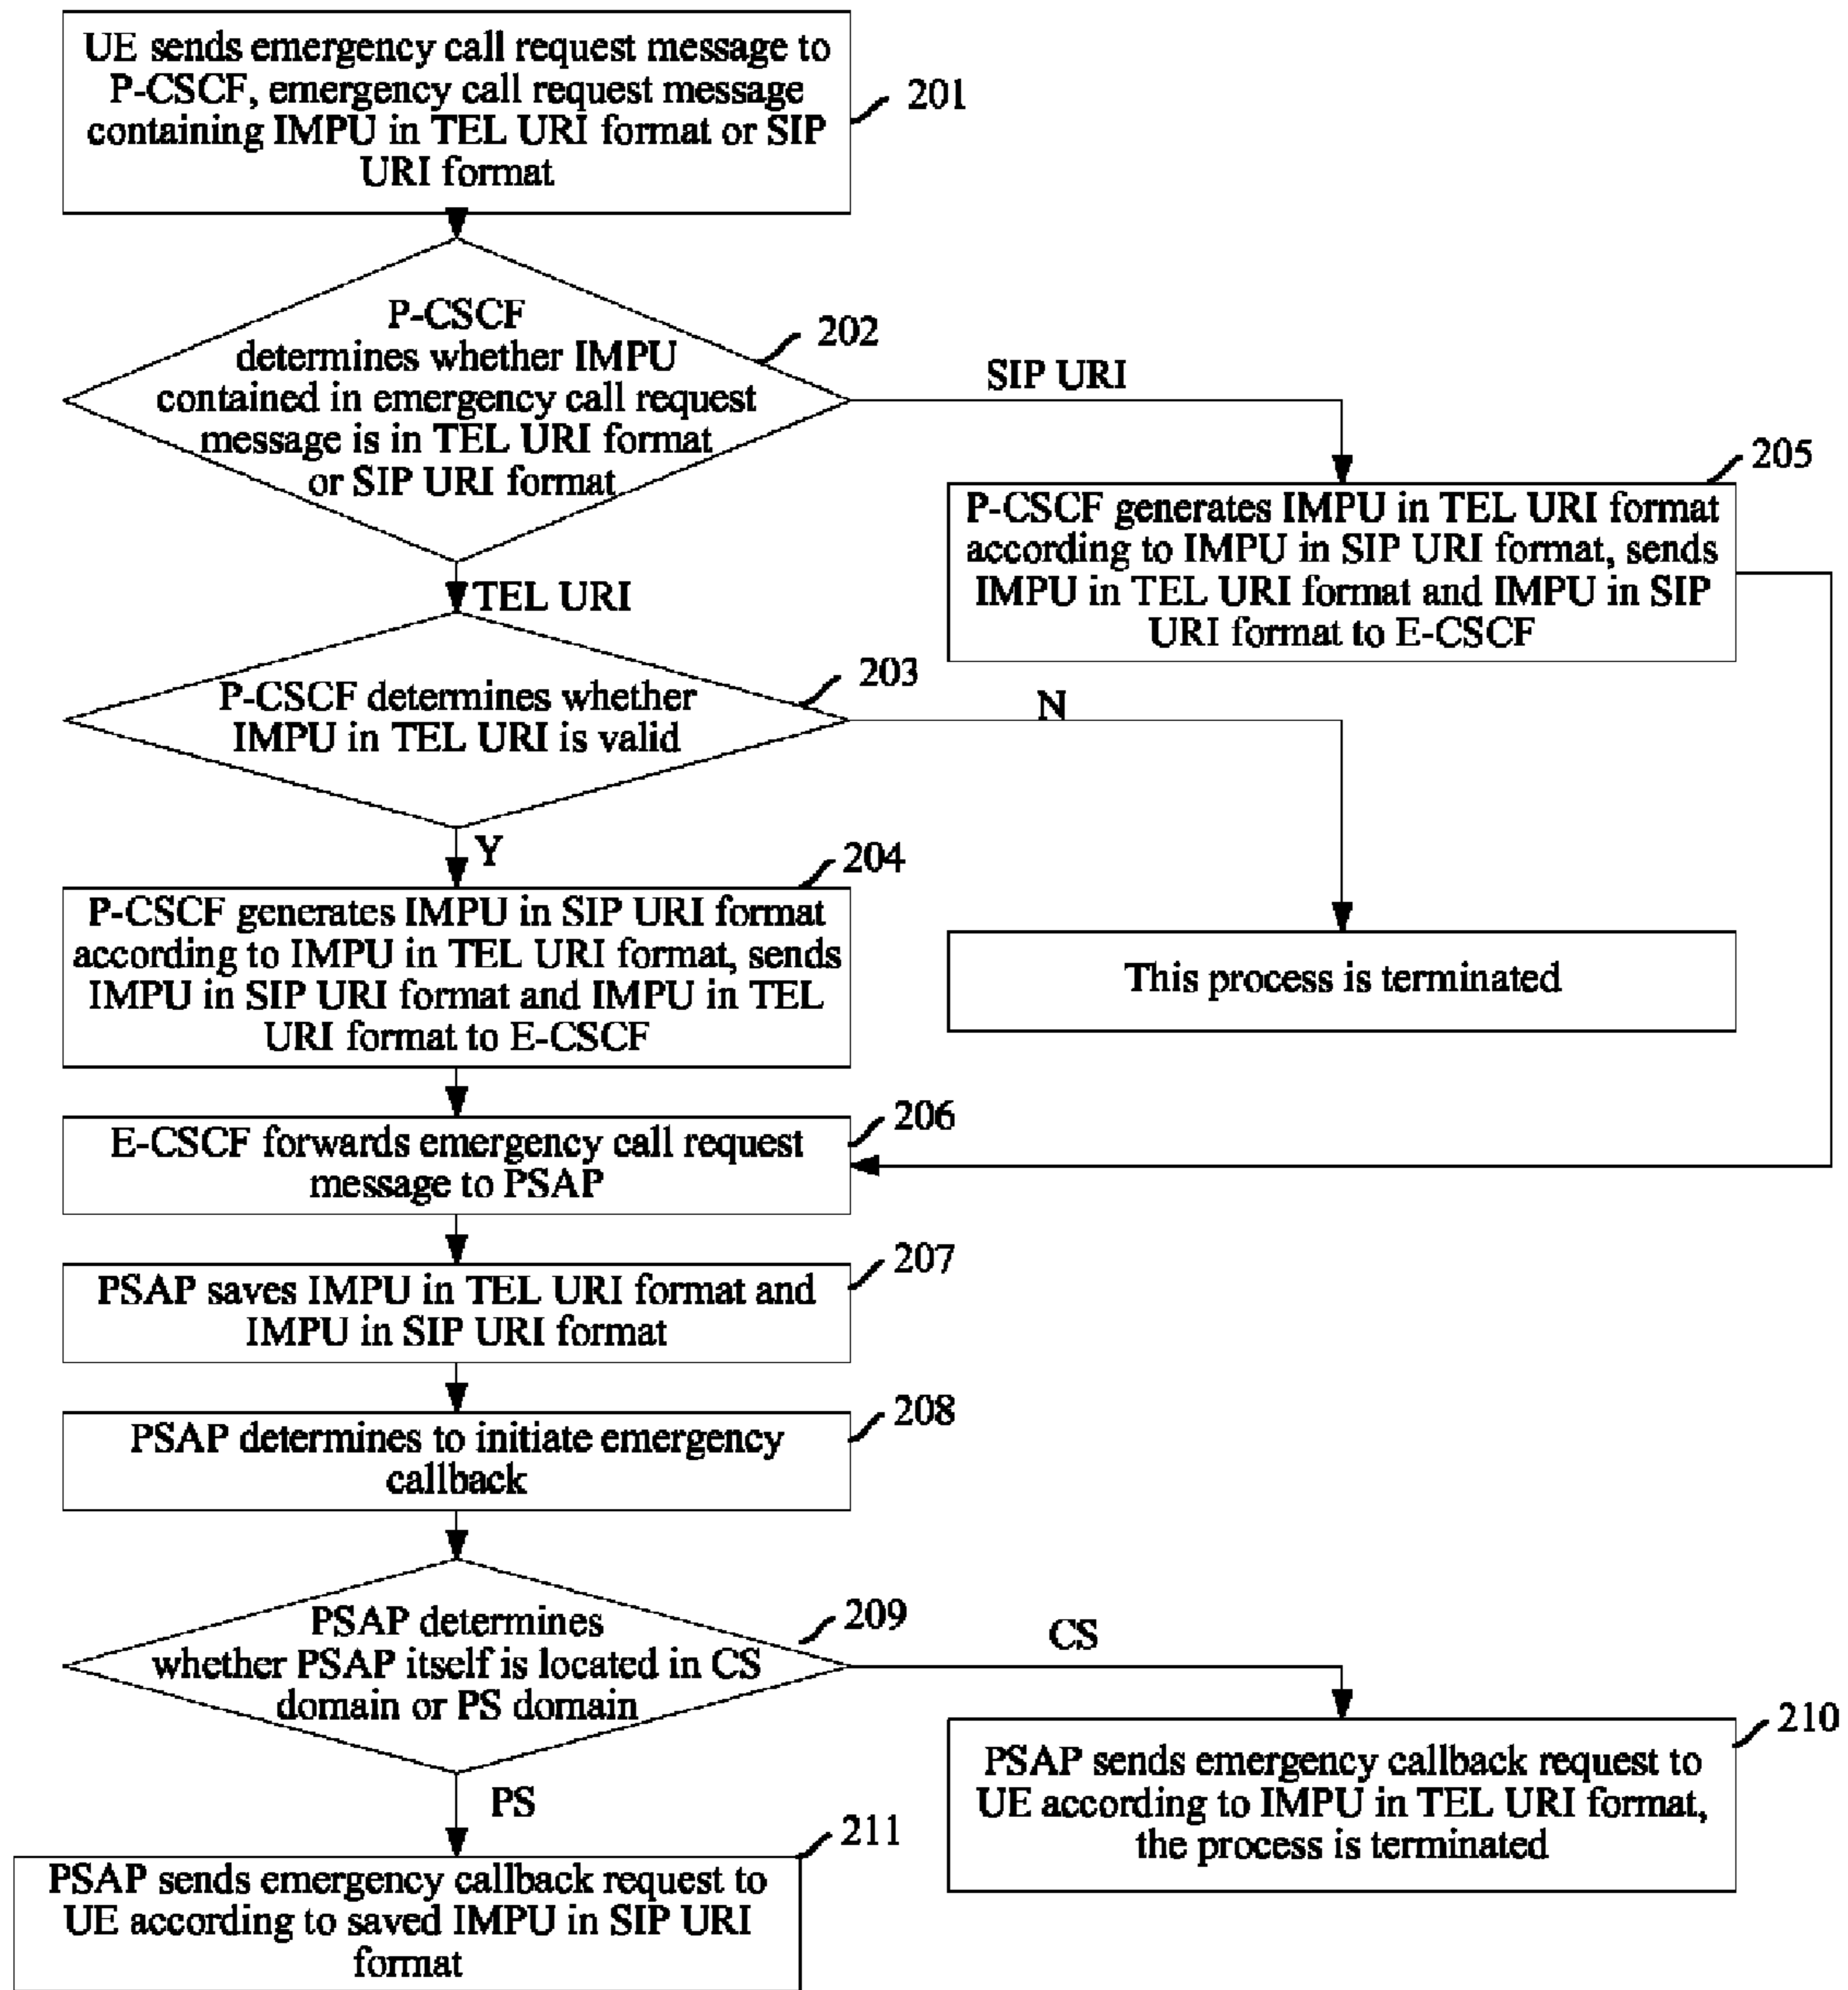 UE sends emergency call request message to
P-CSCF, emergency call request message
containing IMPU in TEL URI format or SIP
URI format
201
P-CSCF
determines whether IMPU
contained in emergency call request
message is in TEL URI format
or SIP URI format
202
SIP URI
205
P-CSCF generates IMPU in TEL URI format
according to IMPU in SIP URI format, sends
IMPU in TEL URI format and IMPU in SIP
URI format to E-CSCF
TEL URI
P-CSCF determines whether
IMPU in TEL URI is valid
203
N
Y
204
P-CSCF generates IMPU in SIP URI format
according to IMPU in TEL URI format, sends
IMPU in SIP URI format and IMPU in TEL
URI format to E-CSCF
This process is terminated
E-CSCF forwards emergency call request
message to PSAP
206
PSAP saves IMPU in TEL URI format and
IMPU in SIP URI format
207
PSAP determines to initiate emergency
callback
208
PSAP determines
whether PSAP itself is located in CS
domain or PS domain
209
CS
210
PSAP sends emergency callback request to
UE according to IMPU in TEL URI format,
the process is terminated
PS
211
PSAP sends emergency callback request to
UE according to saved IMPU in SIP URI
format